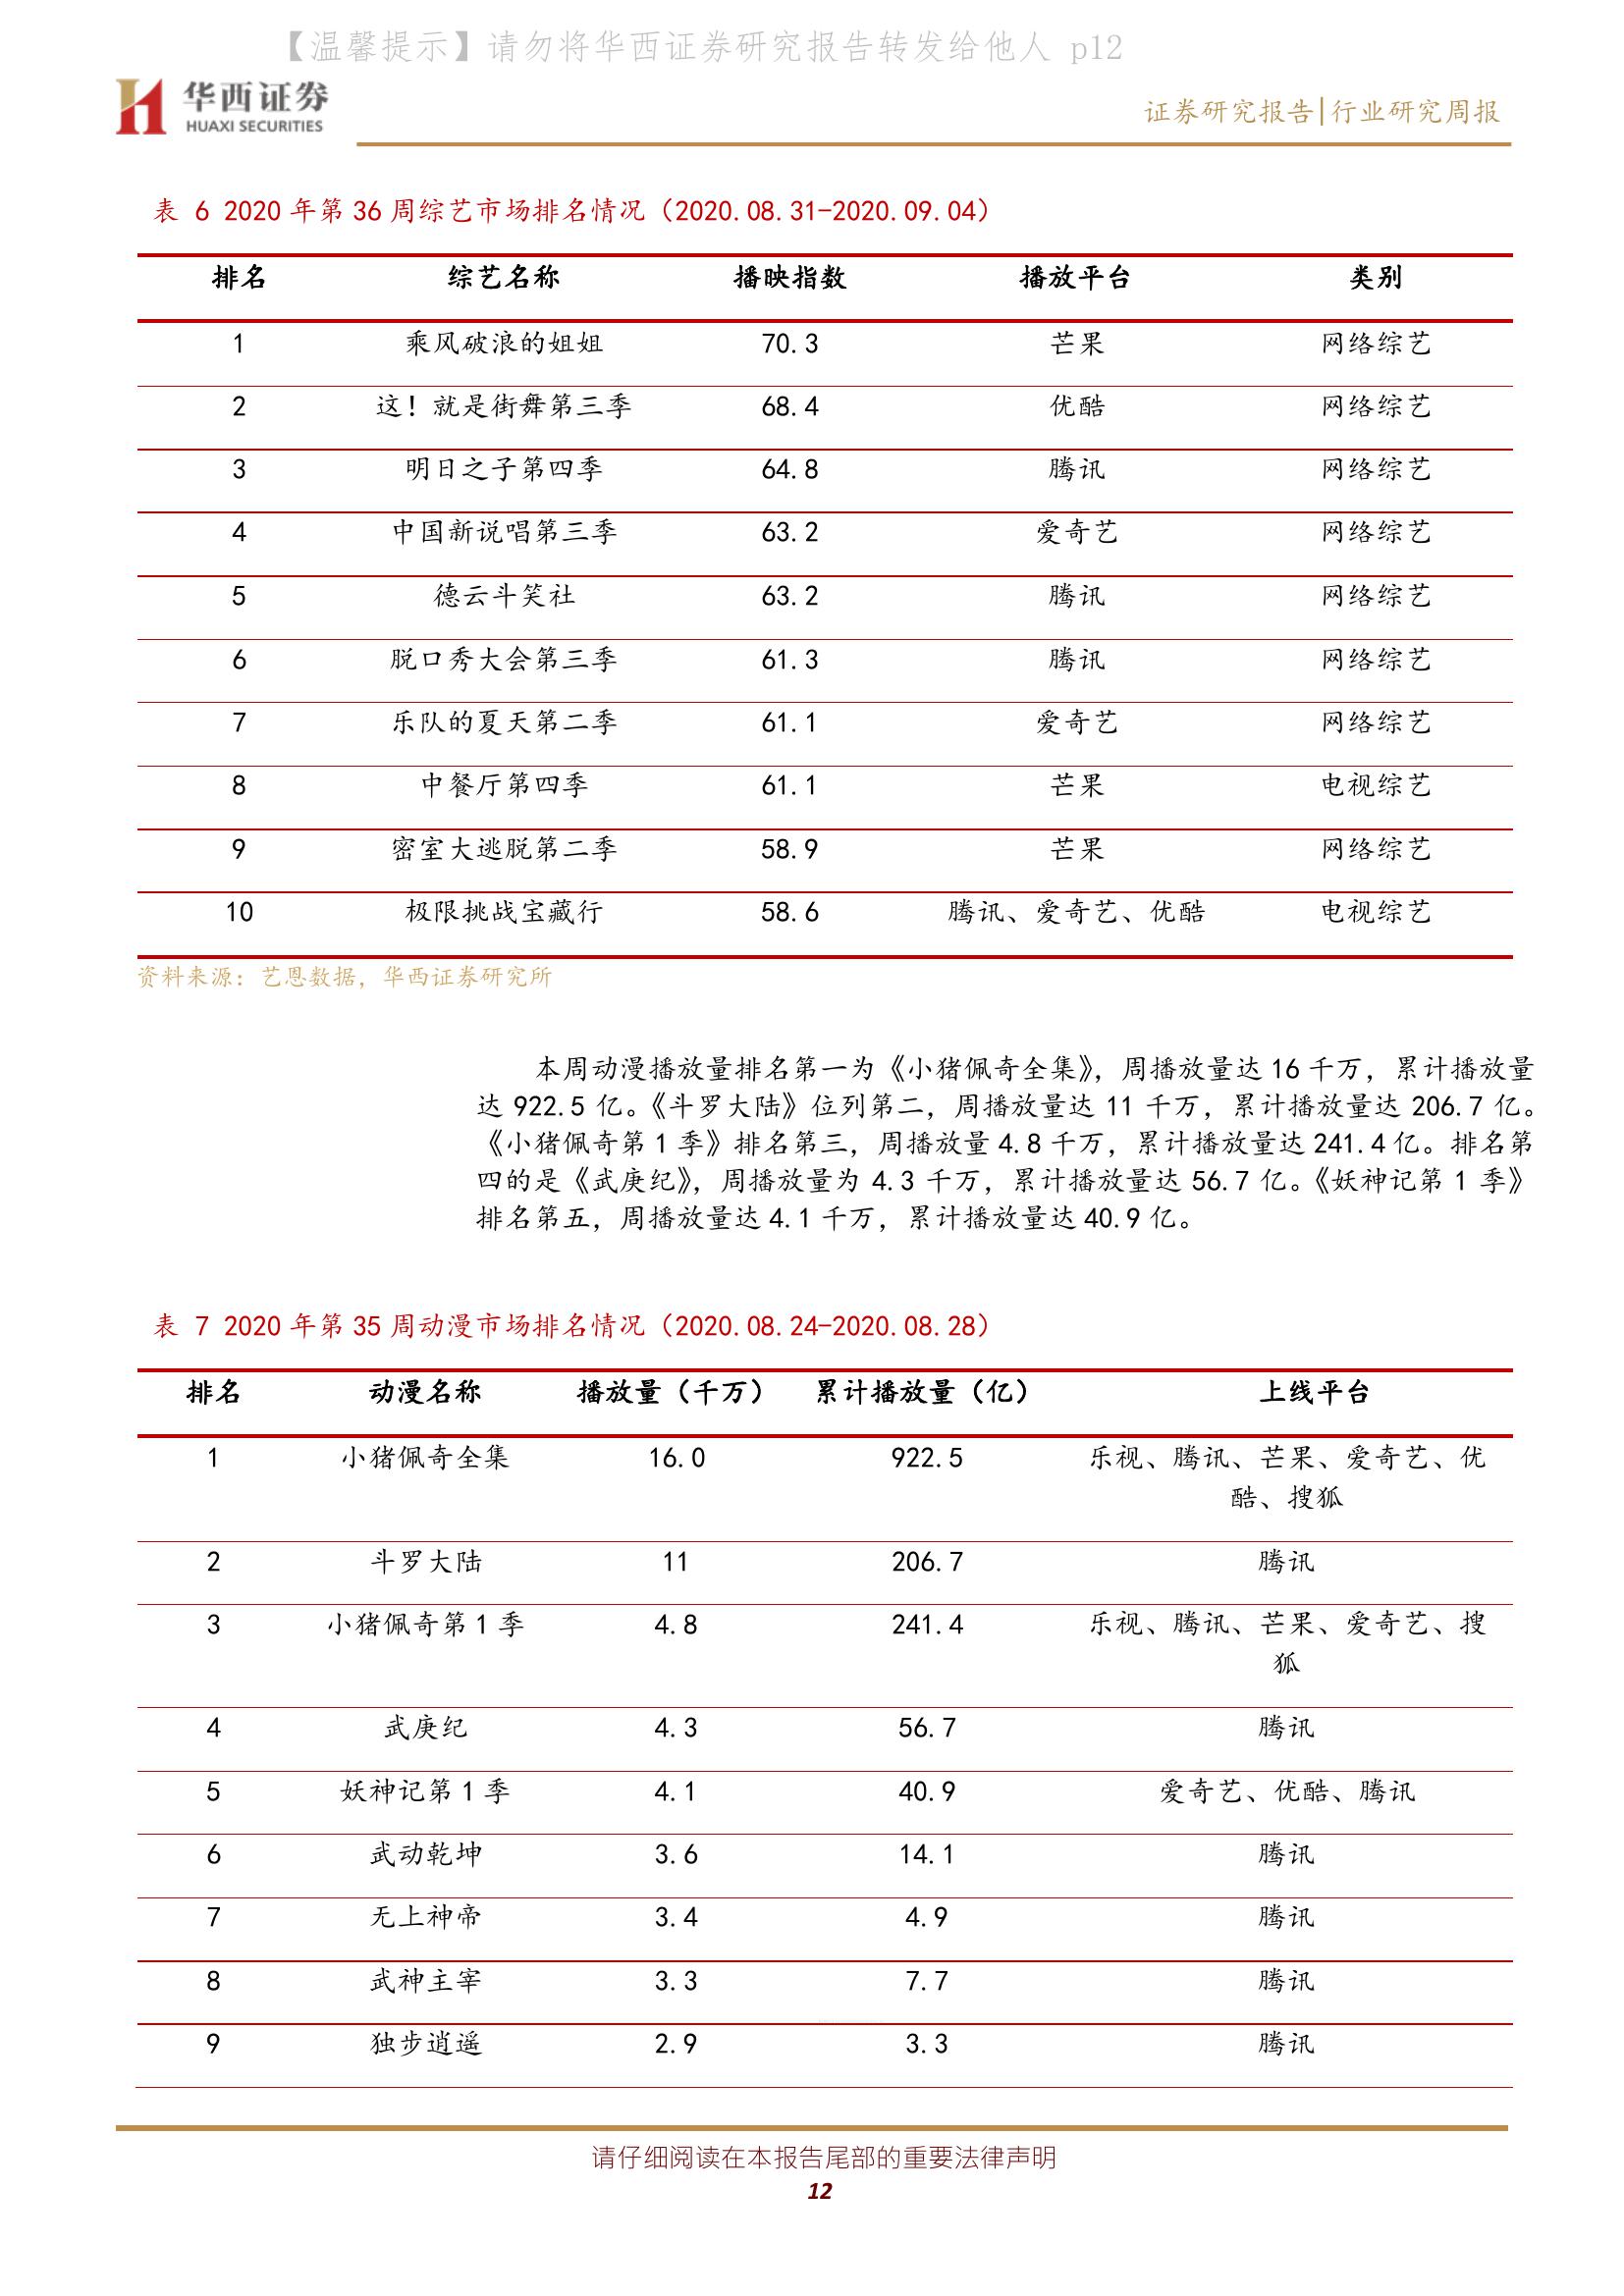 【温馨提示】请勿将华西证券研究报告转发给他人 p12
华西证券
HUAXI SECURITIES
证券研究报告|行业研究周报
表 6 2020 年第 36 周综艺市场排名情况（2020.08.31-2020.09.04）
排名 综艺名称 播映指数 播放平台 类别
1 乘风破浪的姐姐 70.3 芒果 网络综艺
2 这！就是街舞第三季 68.4 优酷 网络综艺
3 明日之子第四季 64.8 腾讯 网络综艺
4 中国新说唱第三季 63.2 爱奇艺 网络综艺
5 德云斗笑社 63.2 腾讯 网络综艺
6 脱口秀大会第三季 61.3 腾讯 网络综艺
7 乐队的夏天第二季 61.1 爱奇艺 网络综艺
8 中餐厅第四季 61.1 芒果 电视综艺
9 密室大逃脱第二季 58.9 芒果 网络综艺
10 极限挑战宝藏行 58.6 腾讯、爱奇艺、优酷 电视综艺
资料来源：艺恩数据，华西证券研究所
本周动漫播放量排名第一为《小猪佩奇全集》，周播放量达 16 千万，累计播放量
达 922.5 亿。《斗罗大陆》位列第二，周播放量达 11 千万，累计播放量达 206.7 亿。
《小猪佩奇第 1 季》排名第三，周播放量 4.8 千万，累计播放量达 241.4 亿。排名第
四的是《武庚纪》，周播放量为 4.3 千万，累计播放量达 56.7 亿。《妖神记第 1 季》
排名第五，周播放量达 4.1 千万，累计播放量达 40.9 亿。
表 7 2020 年第 35 周动漫市场排名情况（2020.08.24-2020.08.28）
排名 动漫名称 播放量（千万） 累计播放量（亿） 上线平台
1 小猪佩奇全集 16.0 922.5 乐视、腾讯、芒果、爱奇艺、优
酷、搜狐
2 斗罗大陆 11 206.7 腾讯
3 小猪佩奇第 1 季 4.8 241.4 乐视、腾讯、芒果、爱奇艺、搜
狐
4 武庚纪 4.3 56.7 腾讯
5 妖神记第 1 季 4.1 40.9 爱奇艺、优酷、腾讯
6 武动乾坤 3.6 14.1 腾讯
7 无上神帝 3.4 4.9 腾讯
8 武神主宰 3.3 7.7 腾讯
9 独步逍遥 2.9 3.3 腾讯
请仔细阅读在本报告尾部的重要法律声明
12